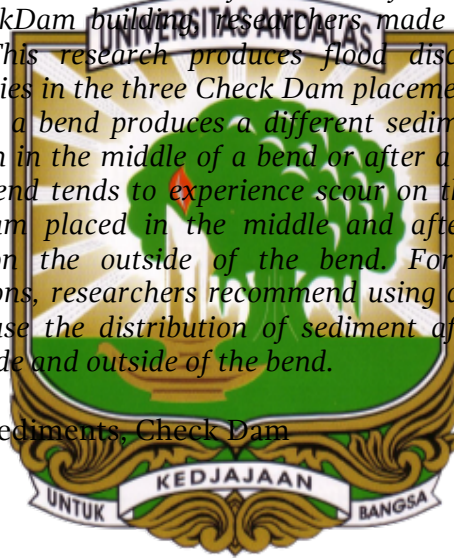 kDam building, researchers made
UNIVERSITAS ANDALAS
This research produces flood disc
ies in the three Check Dam placeme
a bend produces a different sedim
n in the middle of a bend or after a
end tends to experience scour on th
am placed in the middle and afte
on the outside of the bend. For
ons, researchers recommend using
use the distribution of sediment af
de and outside of the bend.
ediments, Check Dam
KEDJAJAAN
UNTUK BANGSA